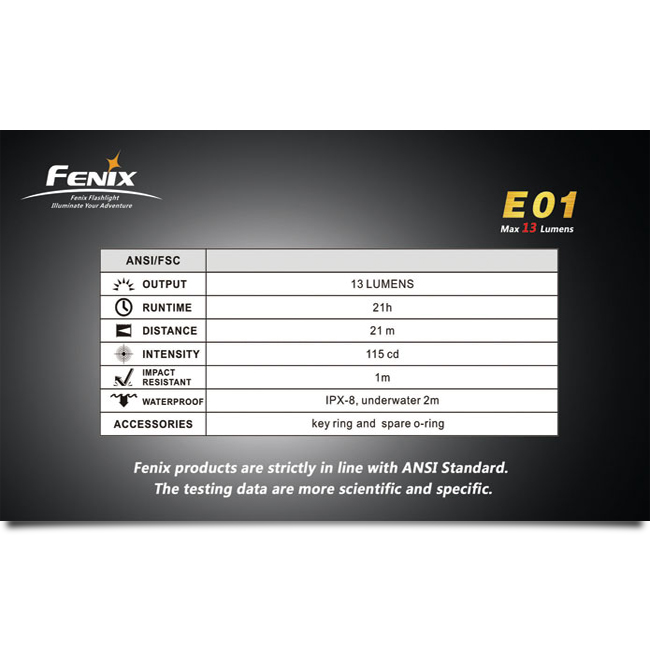 FENIX
Fenix Flashlight
Illuminate Your Adventure
E01
Max 13 Lumens
ANSI/FSC
OUTPUT 13 LUMENS
RUNTIME 21h
DISTANCE 21 m
INTENSITY 115 cd
IMPACT
RESISTANT 1m
WATERPROOF IPX-8, underwater 2m
ACCESSORIES key ring and spare o-ring
Fenix products are strictly in line with ANSI Standard.
The testing data are more scientific and specific.